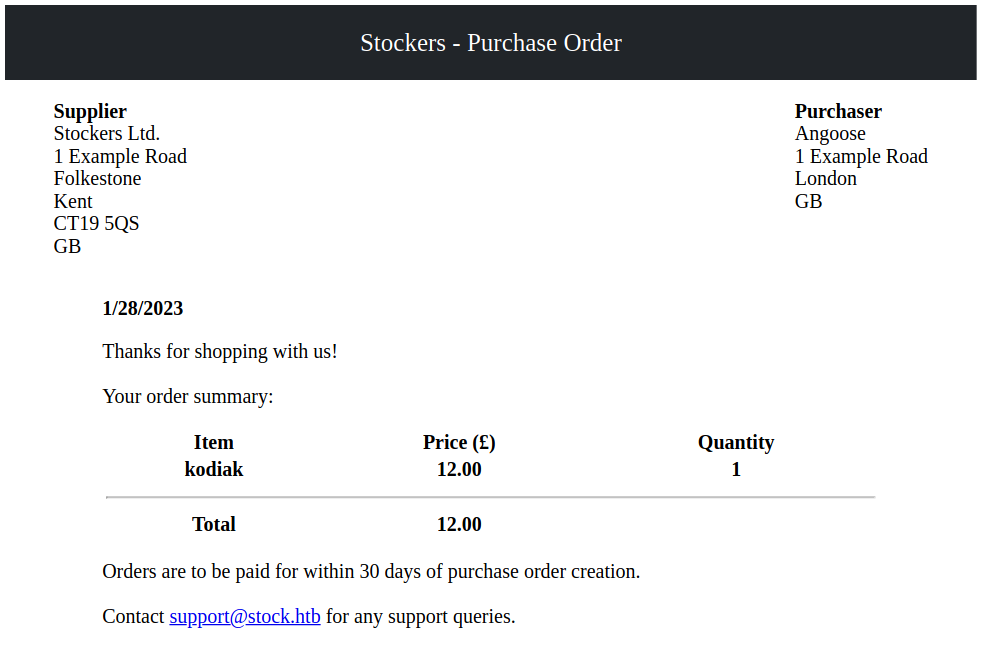 Stockers - Purchase Order
Supplier
Stockers Ltd.
1 Example Road
Folkestone
Kent
CT19 5QS
GB
Purchaser
Angoose
1 Example Road
London
GB
1/28/2023
Thanks for shopping with us!
Your order summary:
Item Price (£) Quantity
kodiak 12.00 1
Total 12.00
Orders are to be paid for within 30 days of purchase order creation.
Contact support@stock.htb for any support queries.